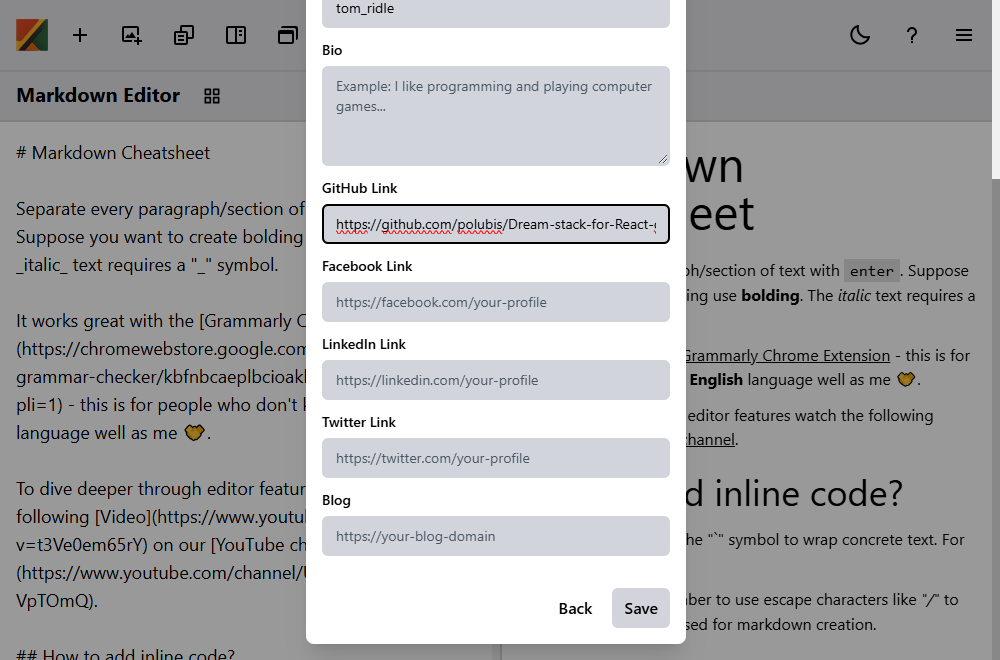 Markdown Editor
# Markdown Cheatsheet
Separate every paragraph/section of
Suppose you want to create bolding
_italic_ text requires a "_" symbol.
It works great with the [Grammarly
(https://chromewebstore.google.com
pli=1) - this is for people who don't
language well as me
.
To dive deeper through editor
following [Video](https://www.youtu
v=t3Ve0em65rY) on our [YouTube
(https://www.youtube.com/channel/
VpTOmQ).
## How to add inline code?
tom_ridle
Bio
Example: I like programming and playing computer
games...
GitHub Link
https://github.com/polubis/Dream-stack-for-React-
Facebook Link
https://facebook.com/your-profile
LinkedIn Link
https://linkedin.com/your-profile
Twitter Link
https://twitter.com/your-profile
Blog
https://your-blog-domain
Back
Save
wn
eet
ph/section of text with enter. Suppose
ing use bolding. The italic text requires a
Grammarly Chrome Extension - this is for
English language well as me
.
editor features watch the following
channel.
d inline code?
he "`" symbol to wrap concrete text. For
ber to use escape characters like "/" to
sed for markdown creation.